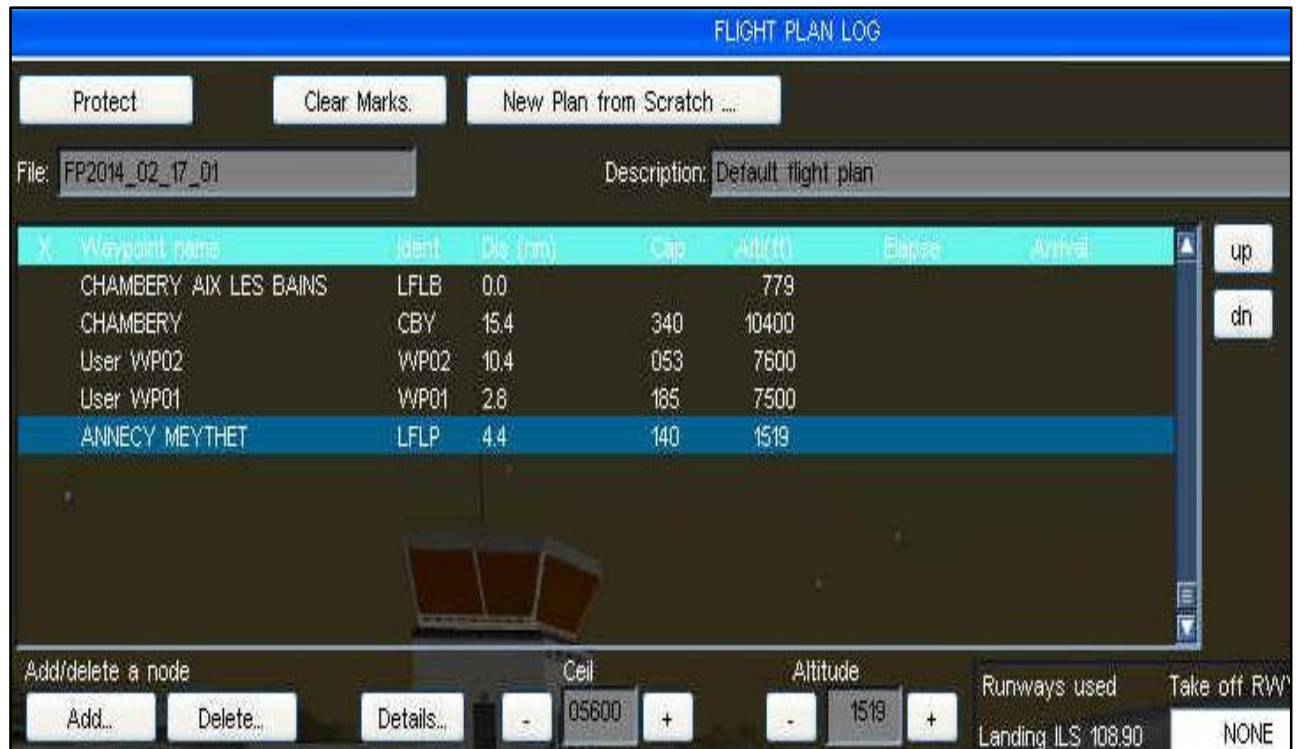 FLIGHT PLAN LOG
Protect Clear Marks. New Plan from Scratch ...
File: FP2014_02_17_01 Description: Default flight plan
X Waypoint name Ident Dis (nm) Cap Alti(ft) Elapse Arrival
up
CHAMBERY AIX LES BAINS LFLB 0.0 779
dn
CHAMBERY CBY 15.4 340 10400
User WP02 WP02 10.4 053 7600
User WP01 WP01 2.8 185 7500
ANNECY MEYTHET LFLP 4.4 140 1519
Add/delete a node Ceil Altitude Runways used Take off RWY
Add... Delete... Details... - 05600 + - 1519 + Landing ILS 108.90 NONE